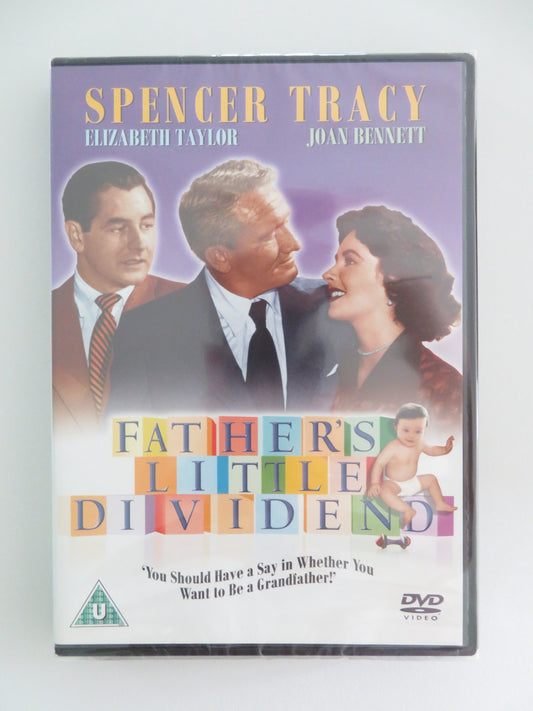 SPENCER TRACY
ELIZABETH TAYLOR JOAN BENNETT
FATHER'S
LITTLE
DIVIDEND
'You Should Have a Say in Whether You
Want to Be a Grandfather!'
U
DVD
VIDEO